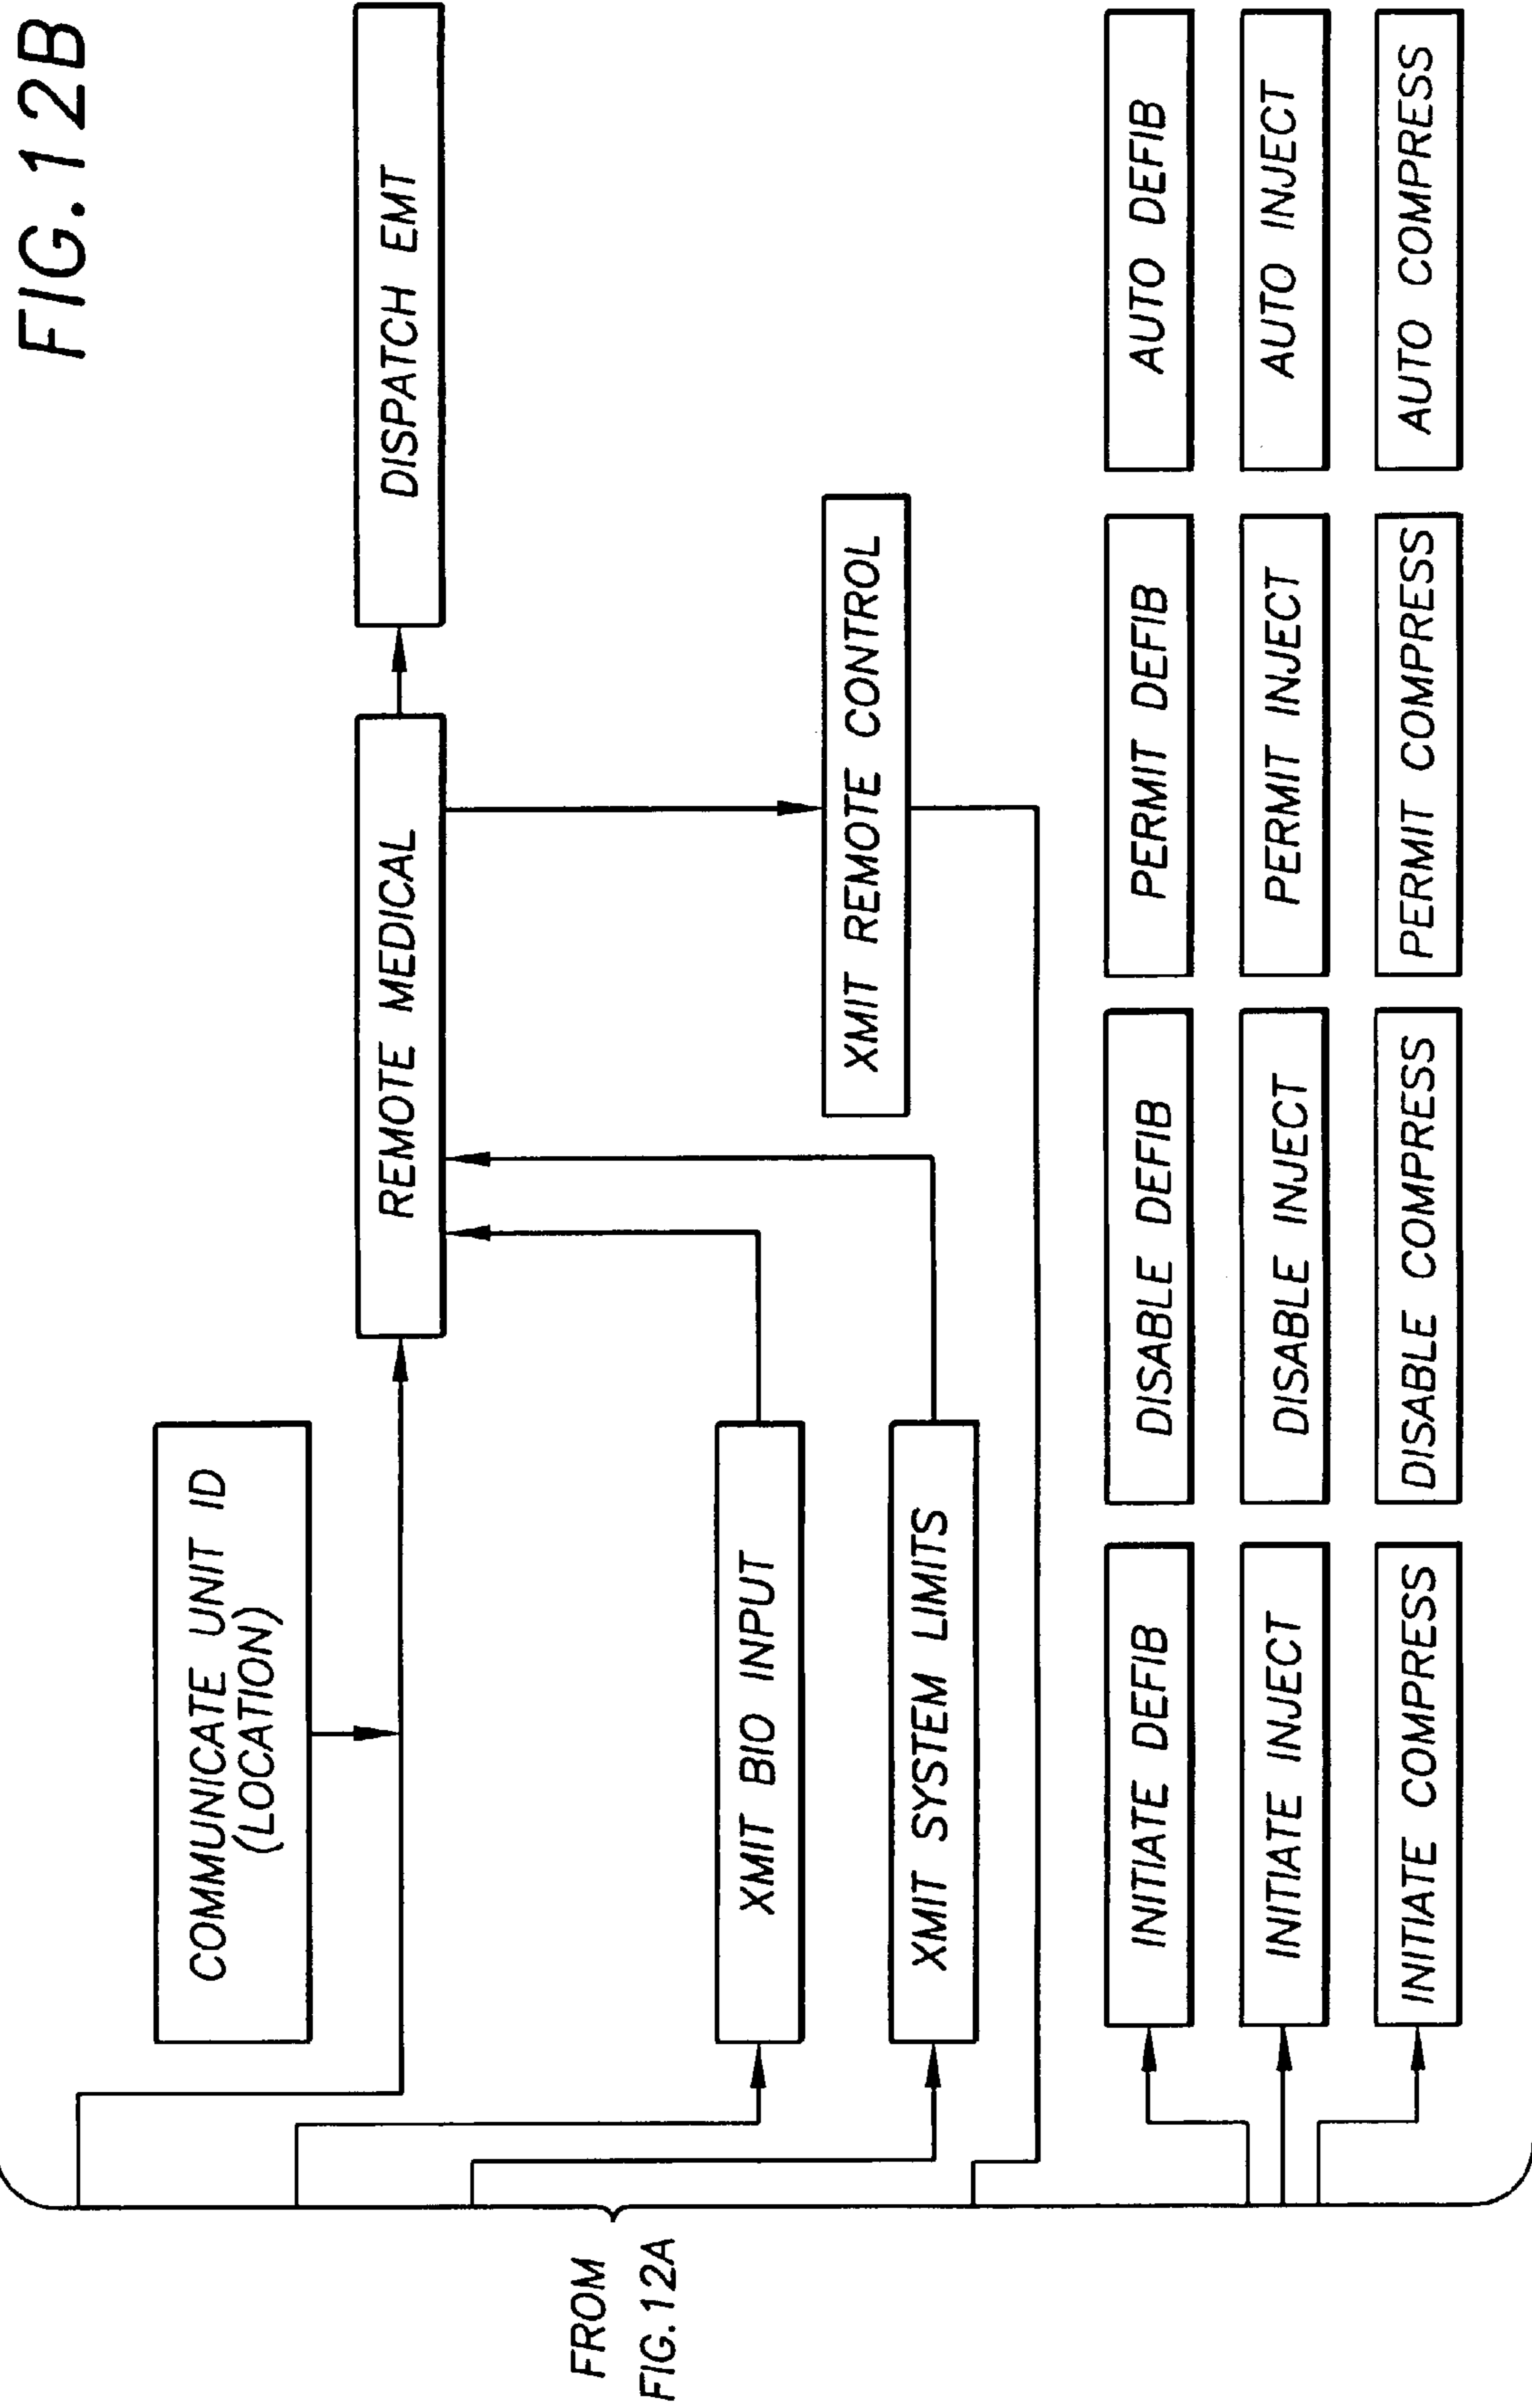 FIG.12B
COMMUNICATE UNIT ID
(LOCATION)
REMOTE MEDICAL
DISPATCH EMT
XMIT BIO INPUT
XMIT REMOTE CONTROL
XMIT SYSTEM LIMITS
FROM
FIG.12A
INITIATE DEFIB
DISABLE DEFIB
PERMIT DEFIB
AUTO DEFIB
INITIATE INJECT
DISABLE INJECT
PERMIT INJECT
AUTO INJECT
INITIATE COMPRESS
DISABLE COMPRESS
PERMIT COMPRESS
AUTO COMPRESS